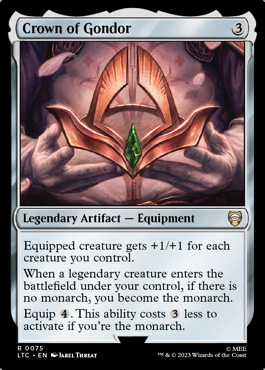 Crown of Gondor 3
Legendary Artifact — Equipment
Equipped creature gets +1/+1 for each
creature you control.
When a legendary creature enters the
battlefield under your control, if there is
no monarch, you become the monarch.
Equip 4. This ability costs 3 less
to activate if you're the monarch.
R 0075 © MEE
LTC • EN JAREL THREAT ™ & © 2023 Wizards of the Coast